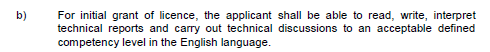 b) For initial grant of licence, the applicant shall be able to read, write, interpret
technical reports and carry out technical discussions to an acceptable defined
competency level in the English language.